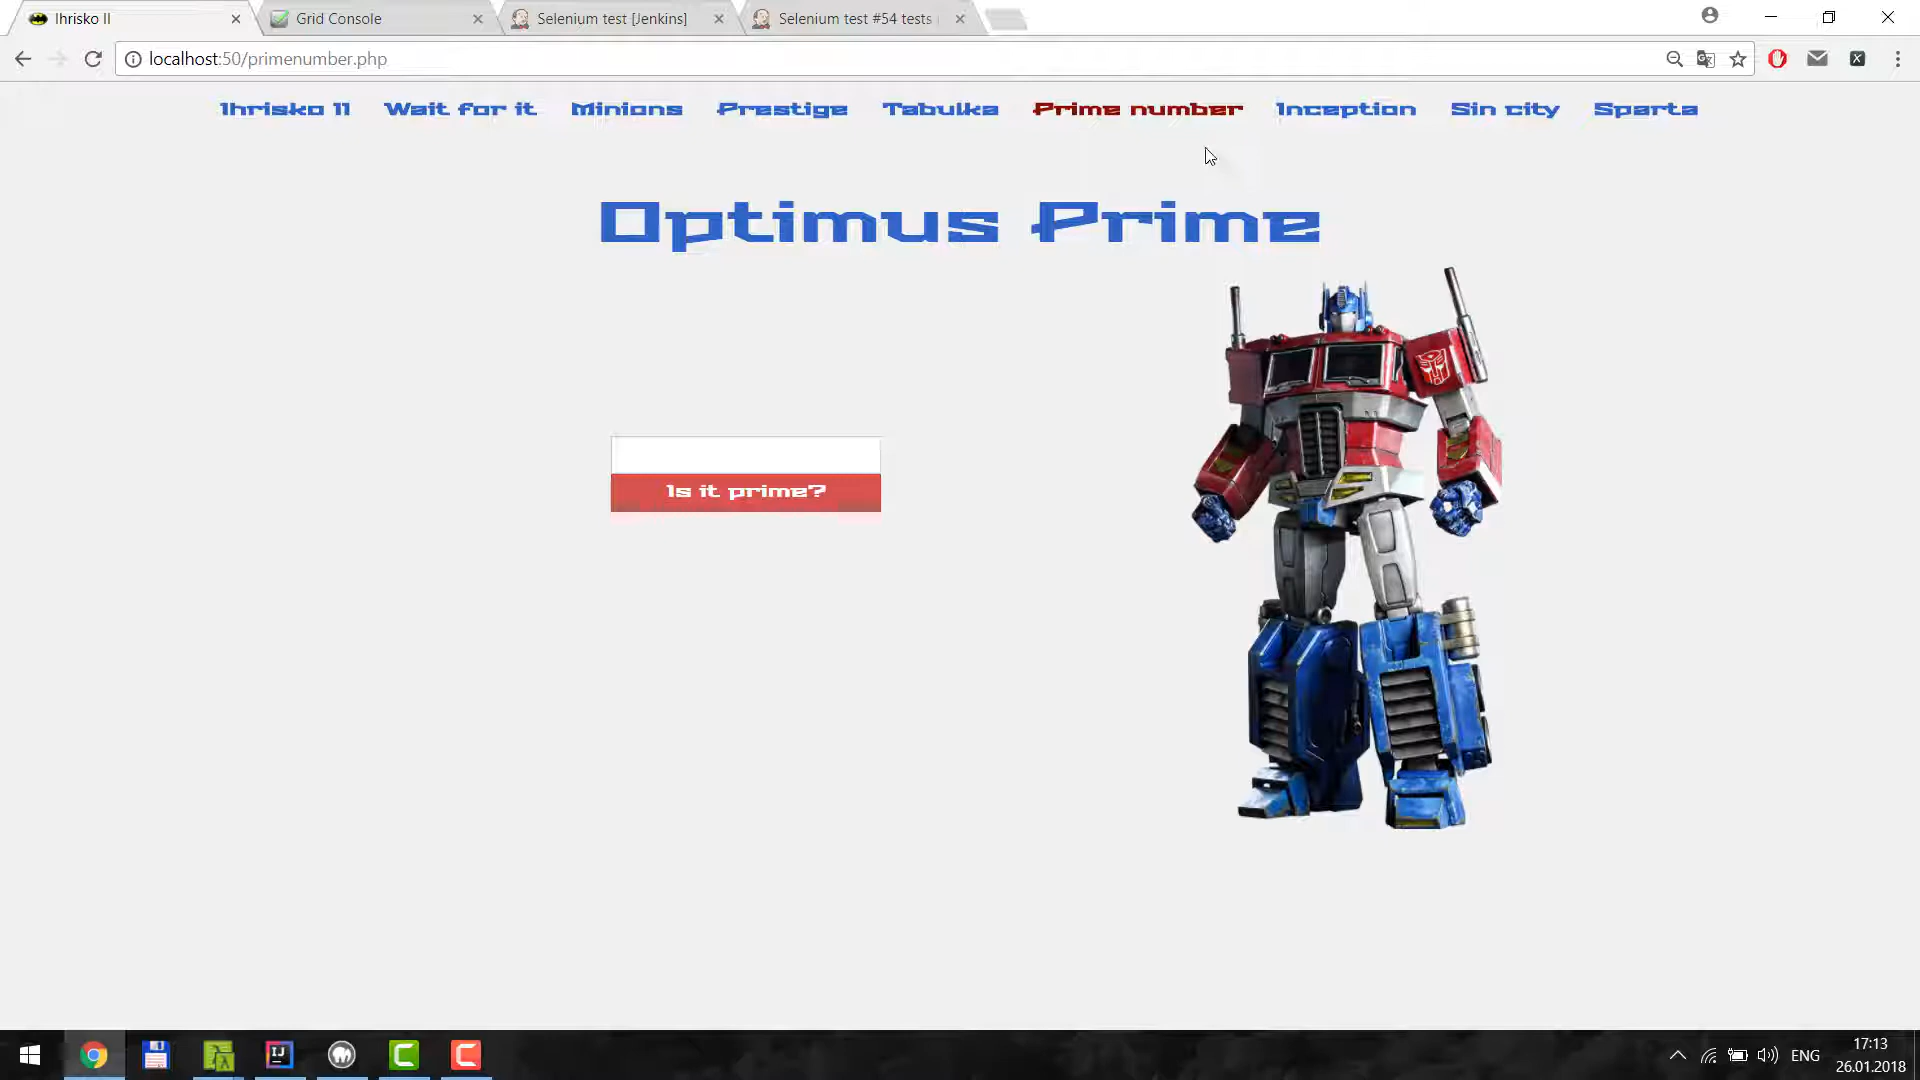 Ihrisko II
Grid Console
Selenium test [Jenkins]
Selenium test #54 tests
localhost:50/primenumber.php
Ihrisko II
Wait for it
Minions
Prestige
Tabulka
Prime number
Inception
Sin city
Sparta
Optimus Prime
Is it prime?
ENG
17:13
26.01.2018